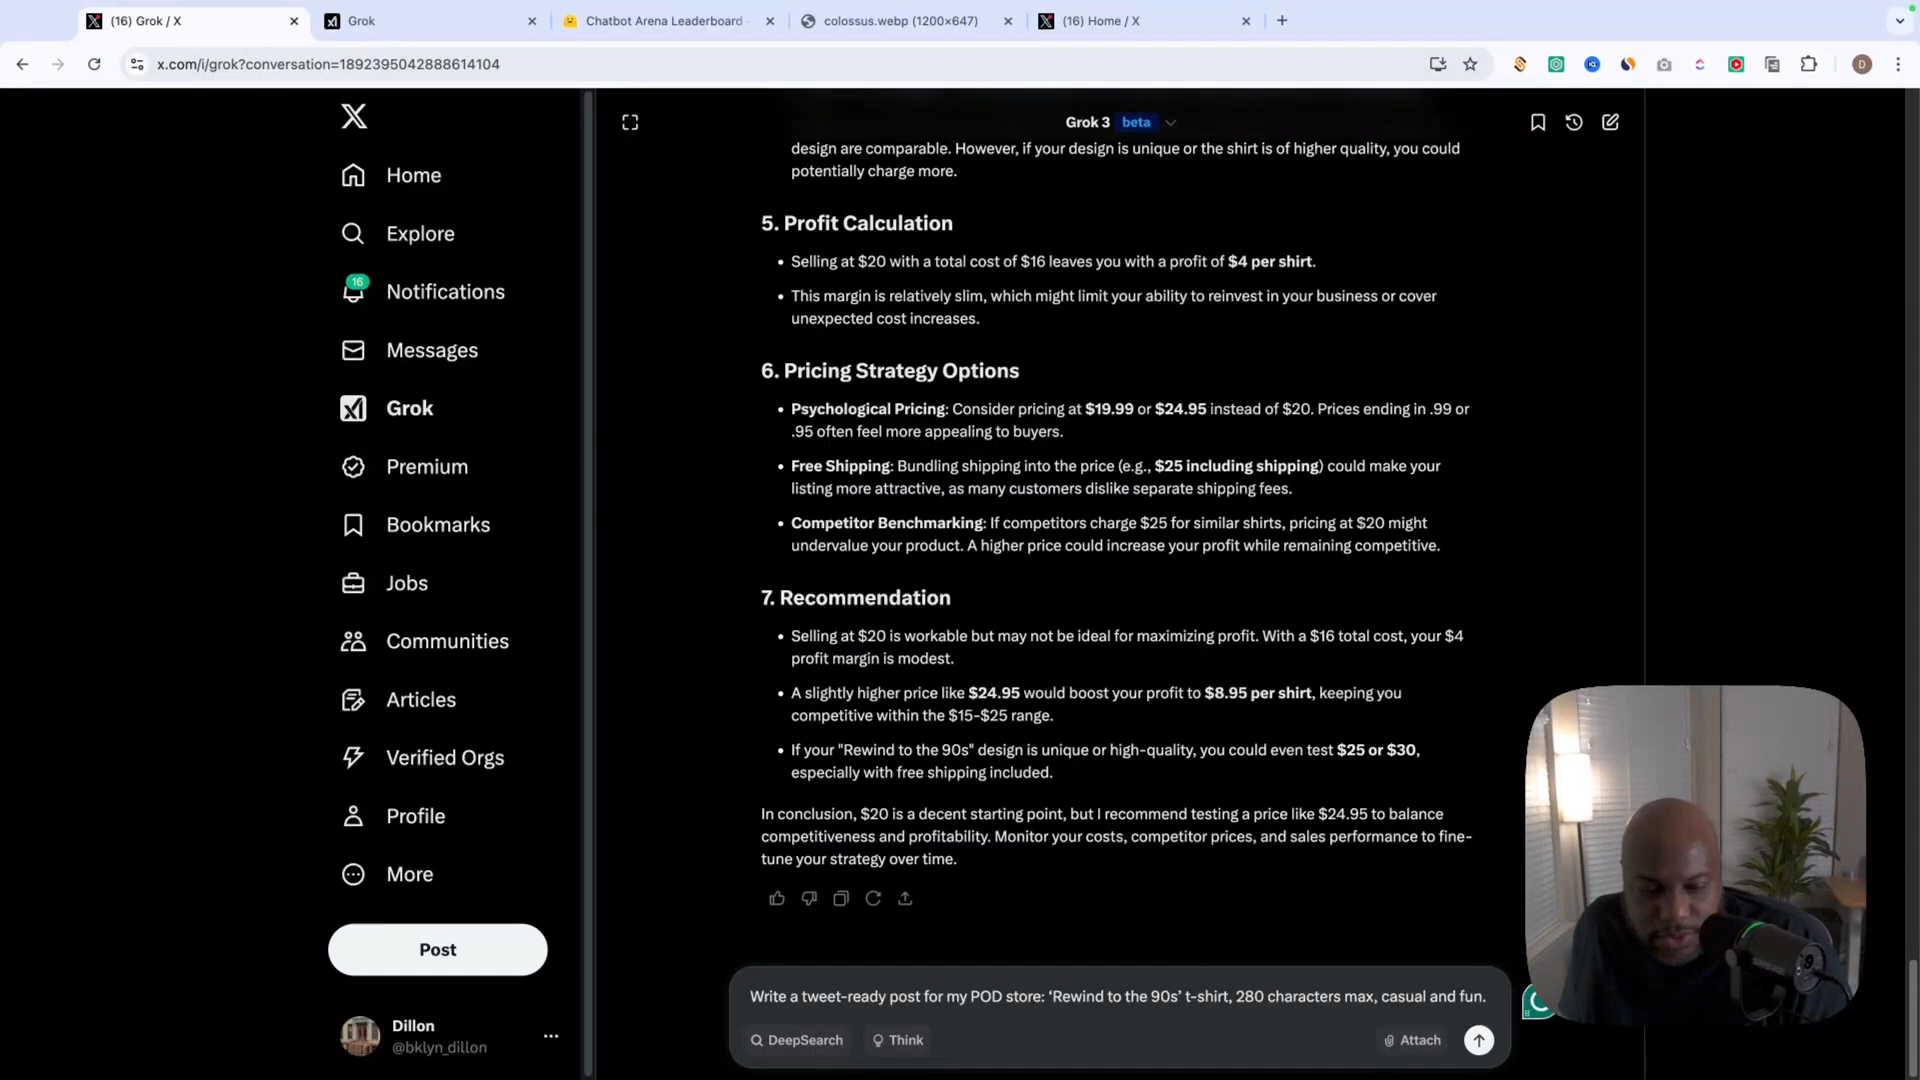 (16) Grok / X
Grok
Chatbot Arena Leaderboard -
colossus.webp (1200×647)
(16) Home / X
x.com/i/grok?conversation=1892395042888614104
D
Grok 3 beta
Home
Explore
16
Notifications
Messages
Grok
Premium
Bookmarks
Jobs
Communities
Articles
Verified Orgs
Profile
More
Post
Dillon
@bklyn_dillon
design are comparable. However, if your design is unique or the shirt is of higher quality, you could
potentially charge more.
5. Profit Calculation
• Selling at $20 with a total cost of $16 leaves you with a profit of $4 per shirt.
• This margin is relatively slim, which might limit your ability to reinvest in your business or cover
unexpected cost increases.
6. Pricing Strategy Options
• Psychological Pricing: Consider pricing at $19.99 or $24.95 instead of $20. Prices ending in .99 or
.95 often feel more appealing to buyers.
• Free Shipping: Bundling shipping into the price (e.g., $25 including shipping) could make your
listing more attractive, as many customers dislike separate shipping fees.
• Competitor Benchmarking: If competitors charge $25 for similar shirts, pricing at $20 might
undervalue your product. A higher price could increase your profit while remaining competitive.
7. Recommendation
• Selling at $20 is workable but may not be ideal for maximizing profit. With a $16 total cost, your $4
profit margin is modest.
• A slightly higher price like $24.95 would boost your profit to $8.95 per shirt, keeping you
competitive within the $15-$25 range.
• If your "Rewind to the 90s" design is unique or high-quality, you could even test $25 or $30,
especially with free shipping included.
In conclusion, $20 is a decent starting point, but I recommend testing a price like $24.95 to balance
competitiveness and profitability. Monitor your costs, competitor prices, and sales performance to fine-
tune your strategy over time.
Write a tweet-ready post for my POD store: ‘Rewind to the 90s’ t-shirt, 280 characters max, casual and fun.
DeepSearch
Think
Attach